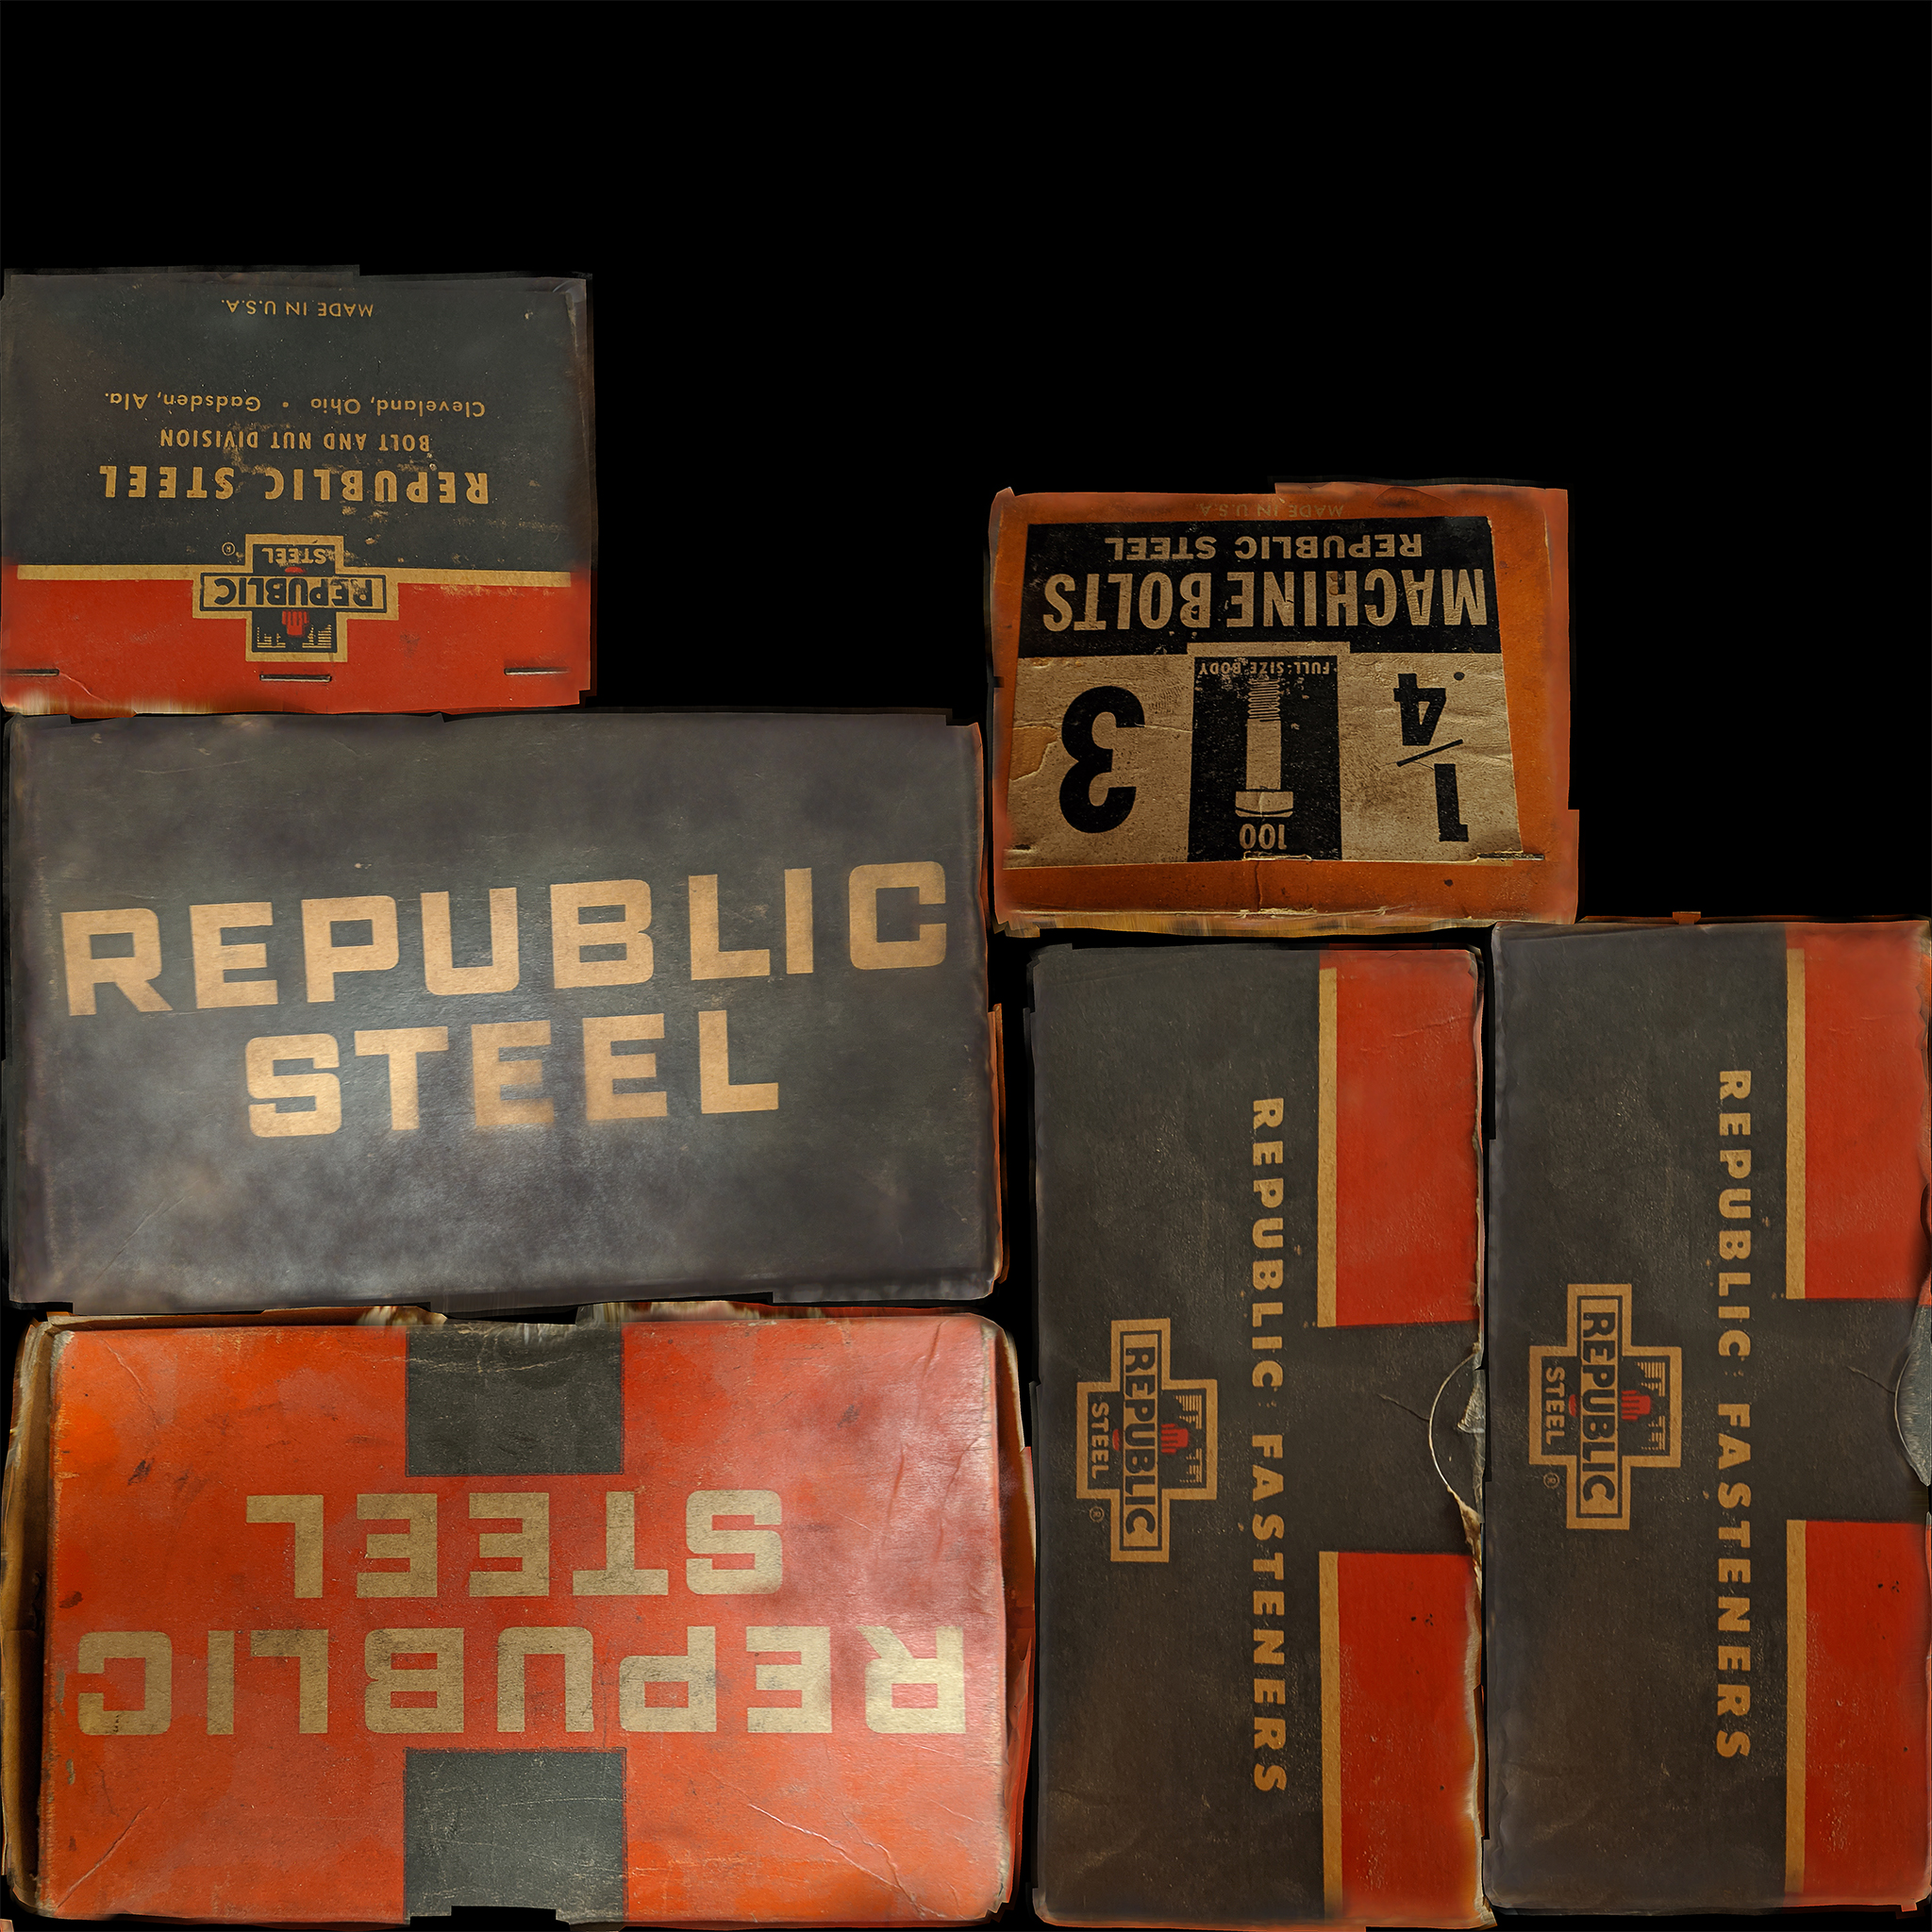 REPUBLIC
STEEL
®
REPUBLIC STEEL
BOLT AND NUT DIVISION
Cleveland, Ohio • Gadsden, Ala.
MADE IN U.S.A.
100
1/4
3
FULL-SIZE BODY
MACHINE BOLTS
REPUBLIC STEEL
MADE IN U.S.A.
REPUBLIC
STEEL
REPUBLIC
STEEL
REPUBLIC FASTENERS
REPUBLIC
STEEL
®
REPUBLIC FASTENERS
REPUBLIC
STEEL
®